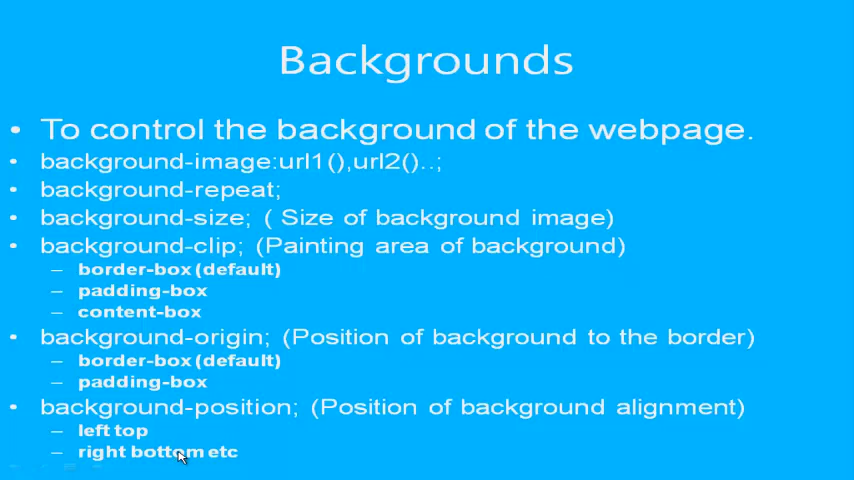 Backgrounds
• To control the background of the webpage.
• background-image:url1(),url2()..;
• background-repeat;
• background-size; ( Size of background image)
• background-clip; (Painting area of background)
– border-box (default)
– padding-box
– content-box
• background-origin; (Position of background to the border)
– border-box (default)
– padding-box
• background-position; (Position of background alignment)
– left top
– right bottom etc